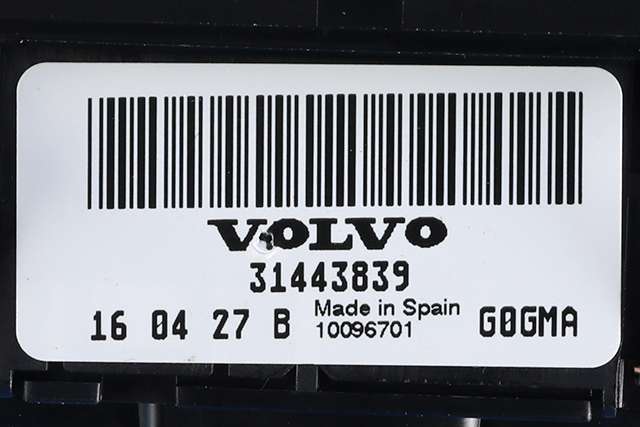 VOLVO
31443839
16 04 27 B Made in Spain G0GMA
10096701